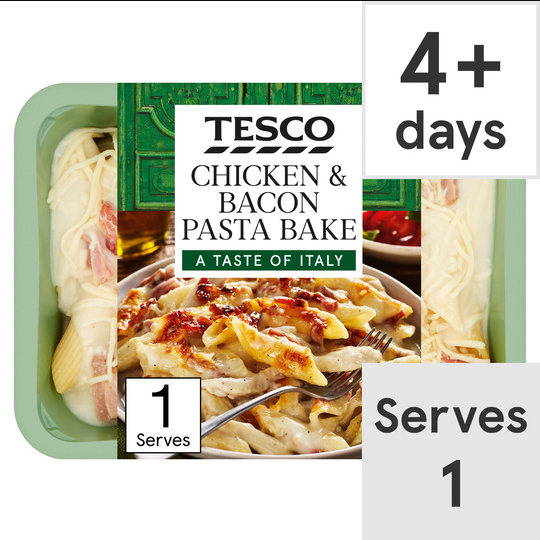 4+
days
TESCO
CHICKEN &
BACON
PASTA BAKE
A TASTE OF ITALY
1
Serves
Serves
1